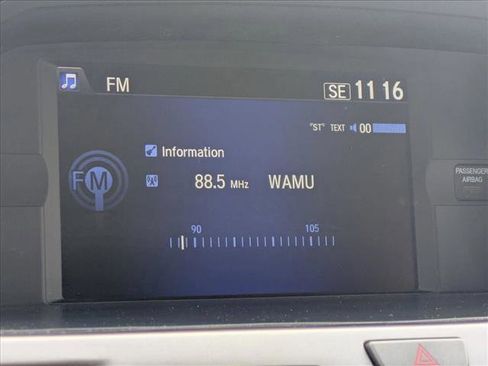 FM SE 11 16
"ST" TEXT 00
Information
FM 88.5 MHz WAMU
90 105
PASSENGER
AIRBAG